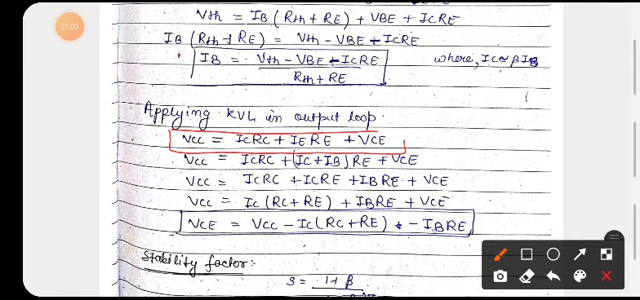 21:03
Vth = IB (Rth + RE) + VBE + ICRE
IB (Rth + RE) = Vth - VBE - ICRE
IB = Vth - VBE - ICRE / Rth + RE where, IC ≈ βIB
Applying KVL in output loop.
VCC = ICRC + IERE + VCE
VCC = ICRC + (IC + IB) RE + VCE
VCC = ICRC + ICRE + IBRE + VCE
VCC = IC (RC + RE) + IBRE + VCE
VCE = VCC - IC (RC + RE) - IBRE
Stability factor:-
S = 1 + β